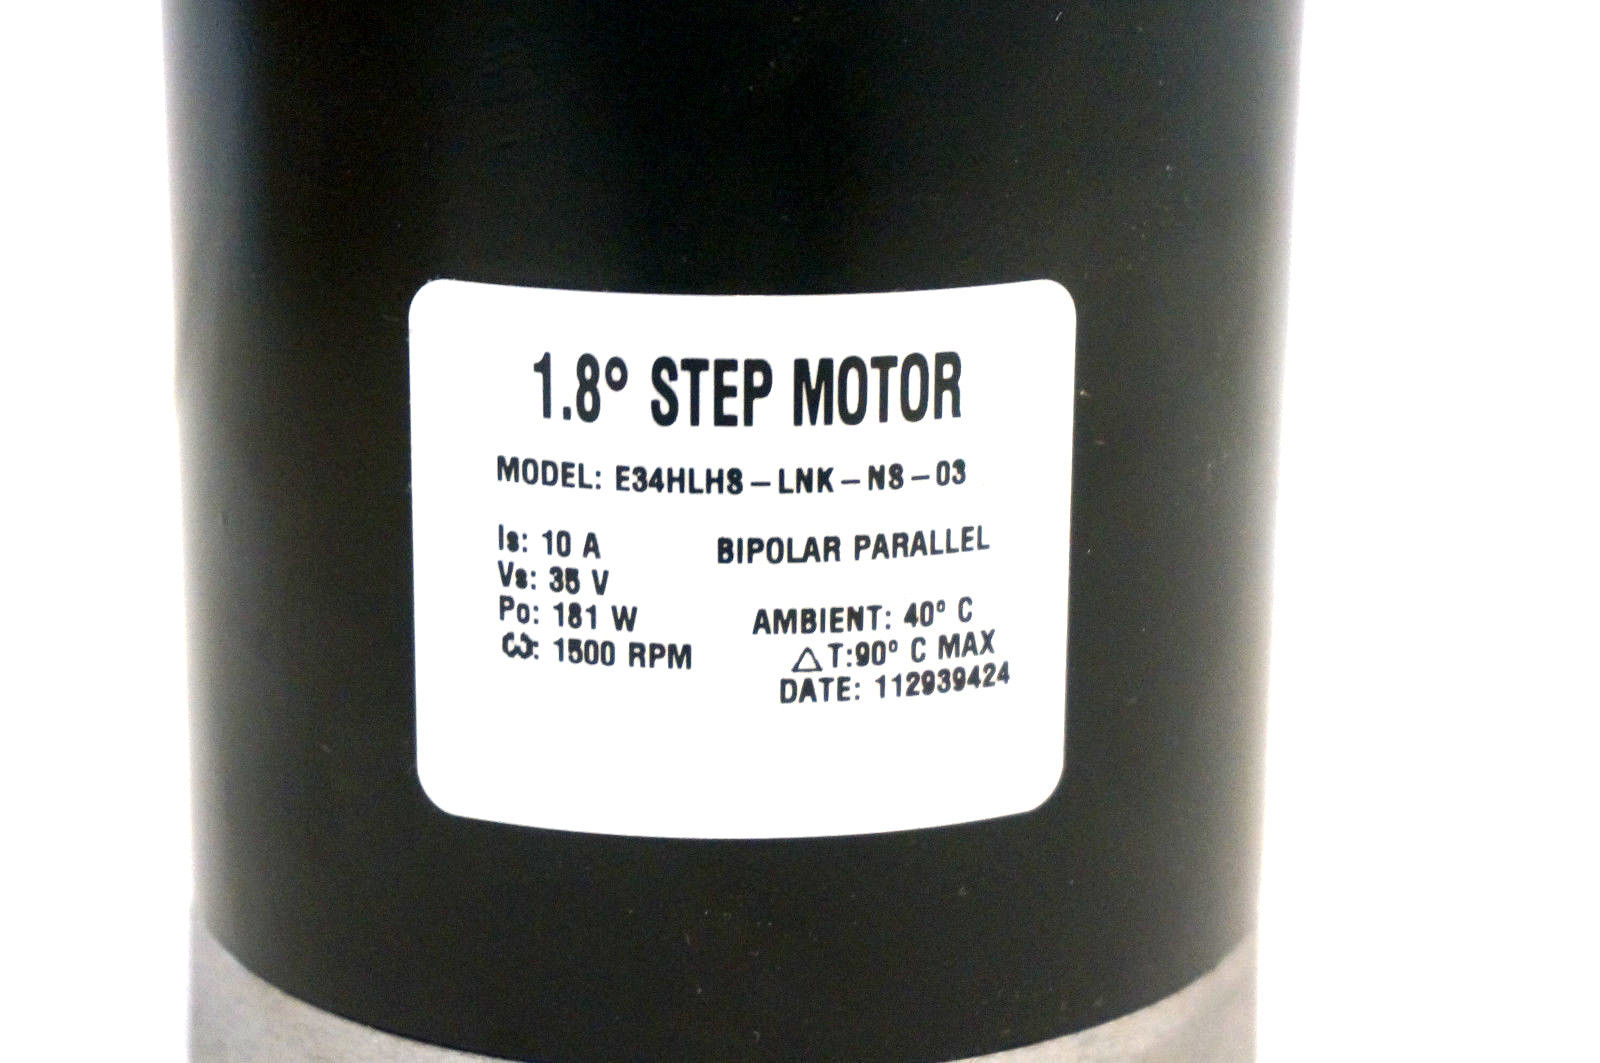 1.8° STEP MOTOR
MODEL: E34HLH8-LNK-NS-03
Is: 10 A
BIPOLAR PARALLEL
Vs: 35 V
Po: 181 W
AMBIENT: 40° C
ω: 1500 RPM
△T:90° C MAX
DATE: 112939424